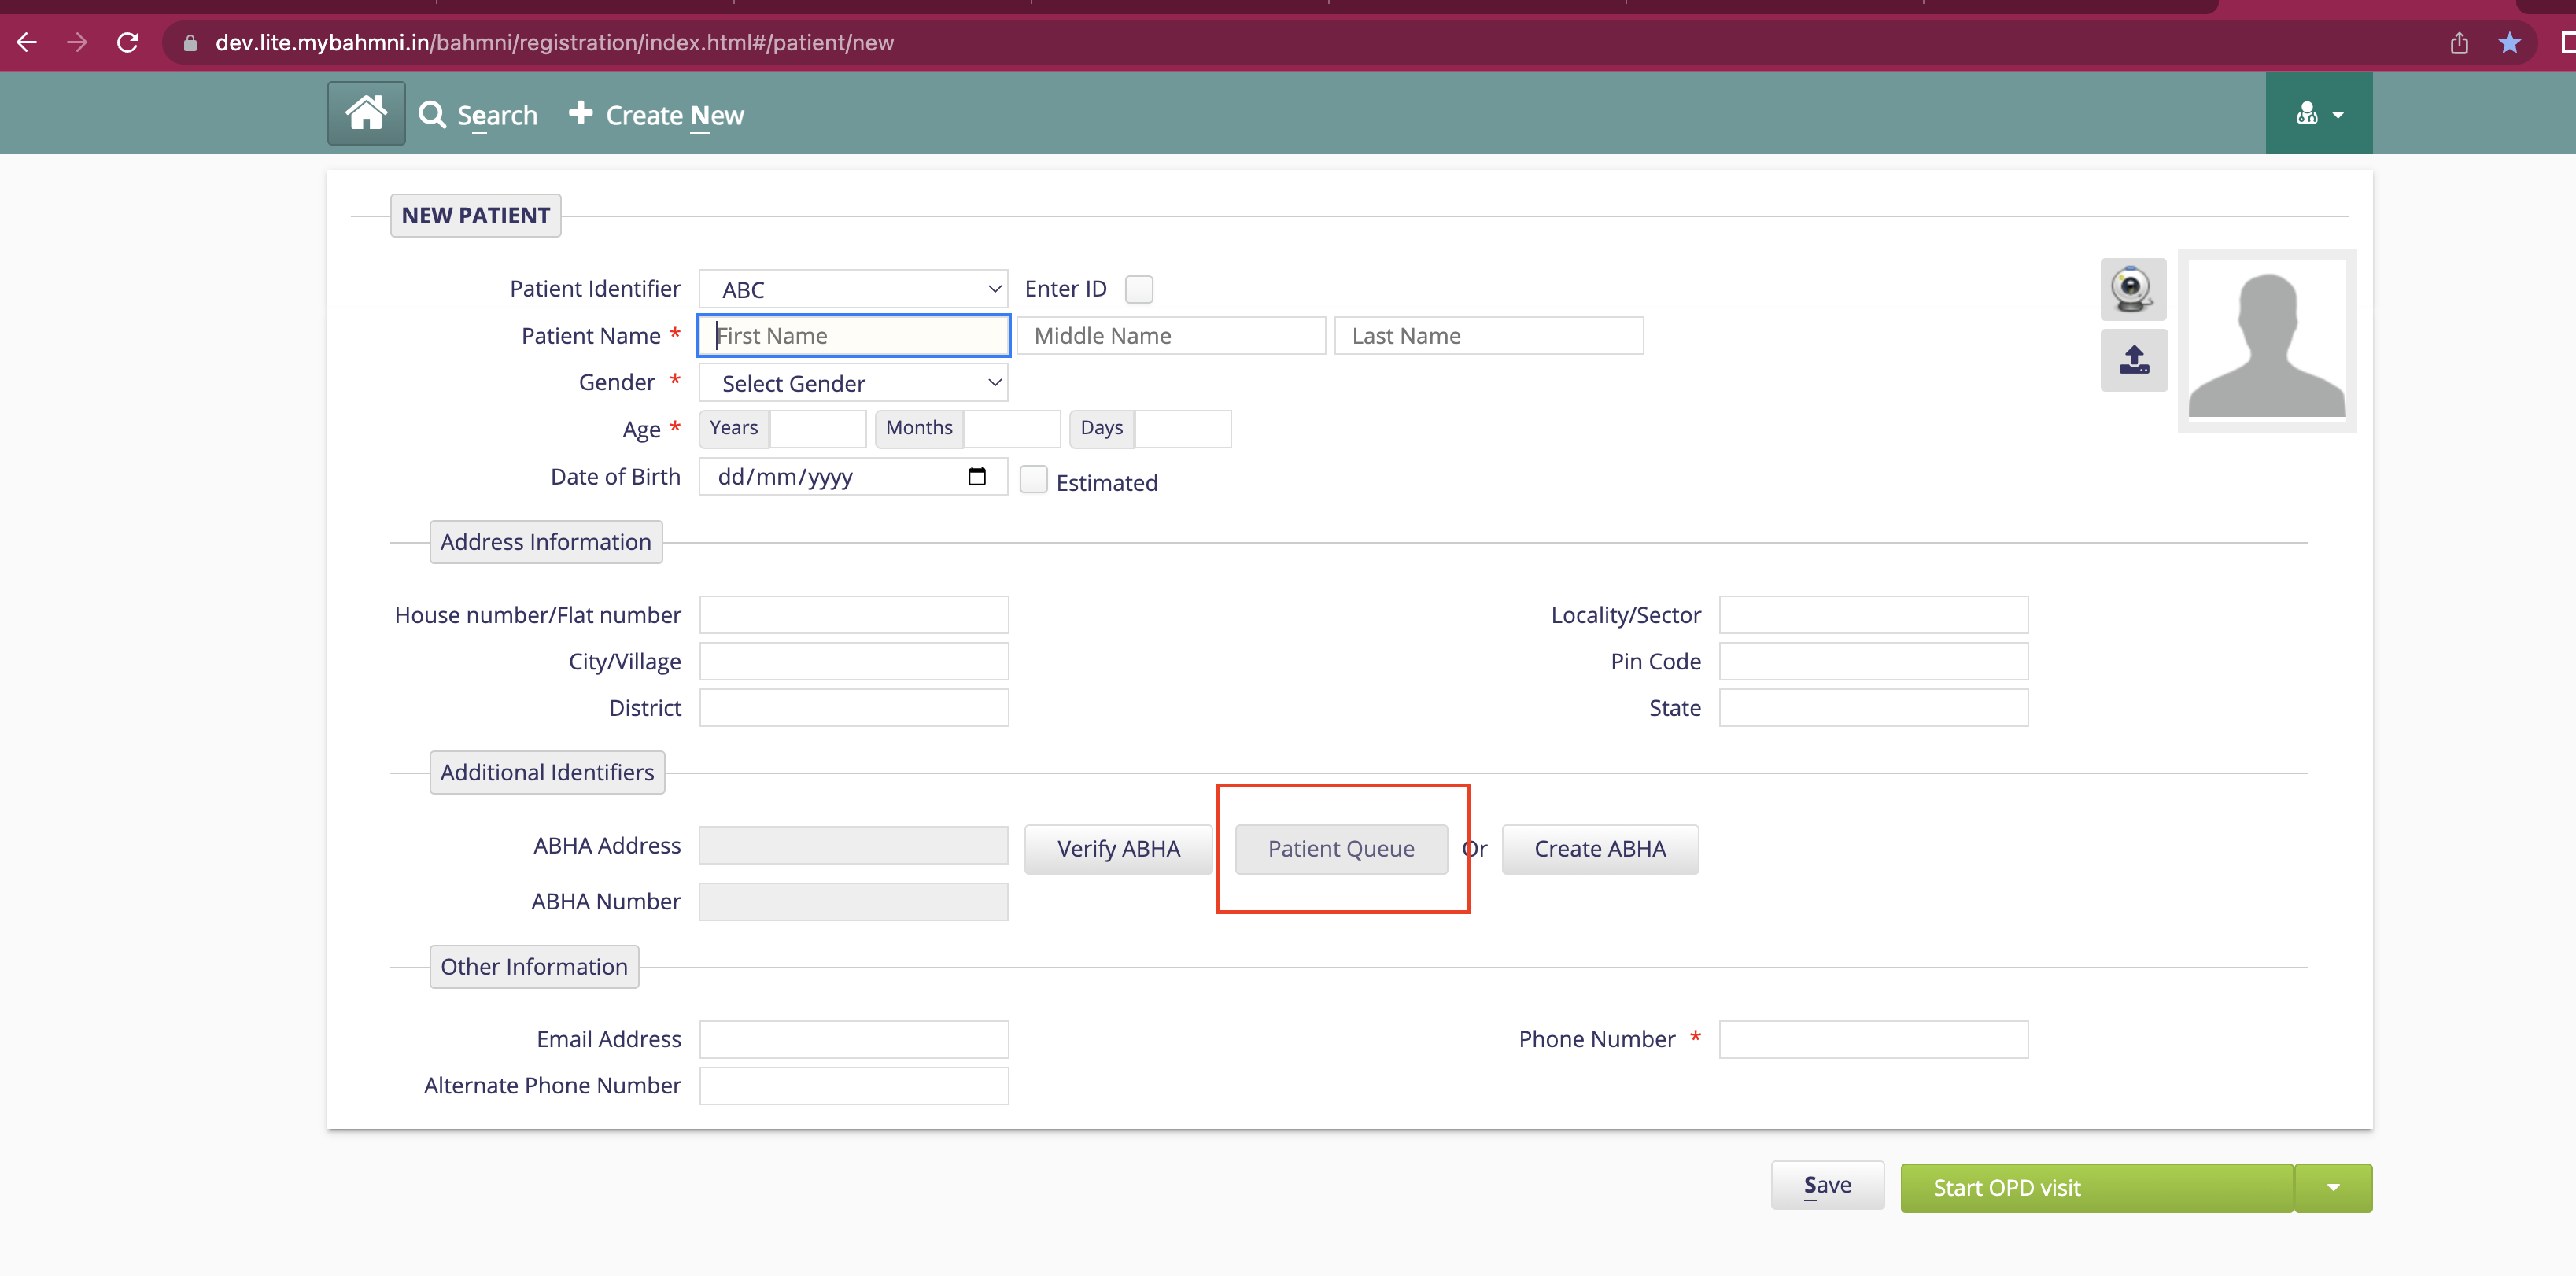 dev.lite.mybahmni.in/bahmni/registration/index.html#/patient/new
Search Create New
NEW PATIENT
Patient Identifier ABC Enter ID
Patient Name * First Name Middle Name Last Name
Gender * Select Gender
Age * Years Months Days
Date of Birth dd/mm/yyyy Estimated
Address Information
House number/Flat number Locality/Sector
City/Village Pin Code
District State
Additional Identifiers
ABHA Address Verify ABHA Patient Queue Or Create ABHA
ABHA Number
Other Information
Email Address Phone Number *
Alternate Phone Number
Save Start OPD visit